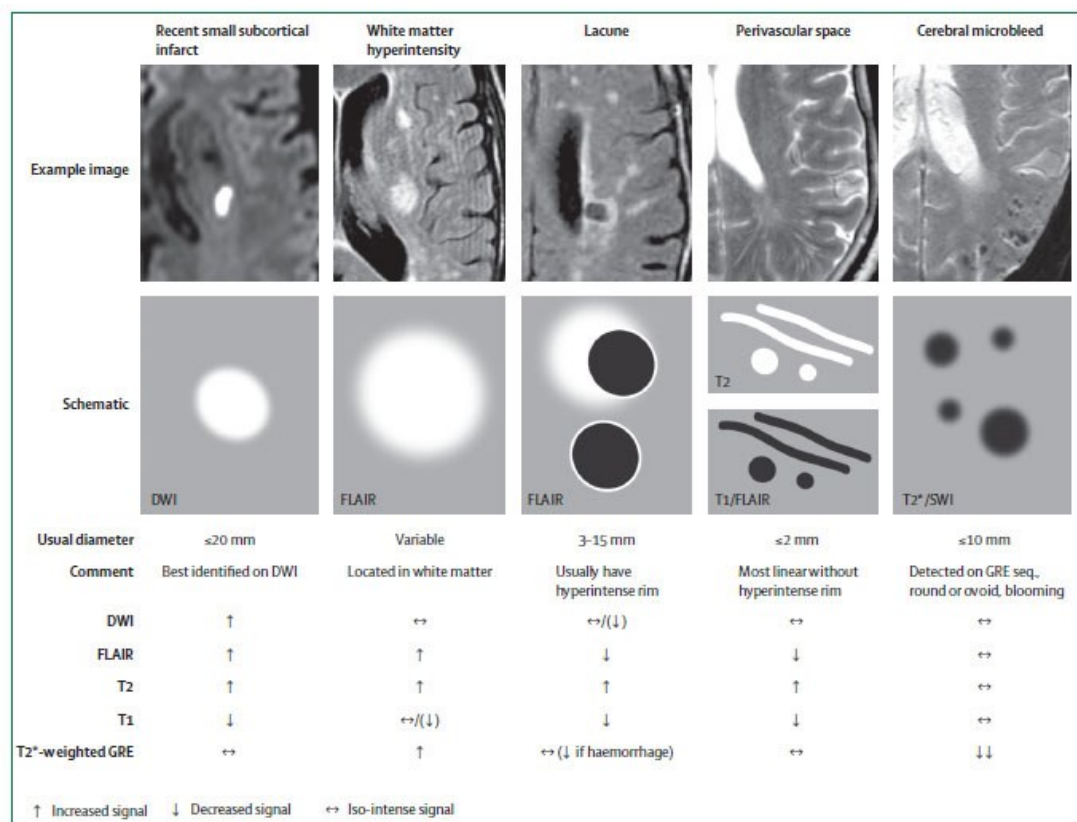 Recent small subcortical infarct White matter hyperintensity Lacune Perivascular space Cerebral microbleed
Example image
Schematic
DWI FLAIR FLAIR T2 T1/FLAIR T2*/SWI
Usual diameter ≤20 mm Variable 3–15 mm ≤2 mm ≤10 mm
Comment Best identified on DWI Located in white matter Usually have hyperintense rim Most linear without hyperintense rim Detected on GRE seq., round or ovoid, blooming
DWI ↑ ↔ ↔/(↓) ↔ ↔
FLAIR ↑ ↑ ↓ ↓ ↔
T2 ↑ ↑ ↑ ↑ ↔
T1 ↓ ↔/(↓) ↓ ↓ ↔
T2*-weighted GRE ↔ ↑ ↔ (↓ if haemorrhage) ↔ ↓↓
↑ Increased signal ↓ Decreased signal ↔ Iso-intense signal